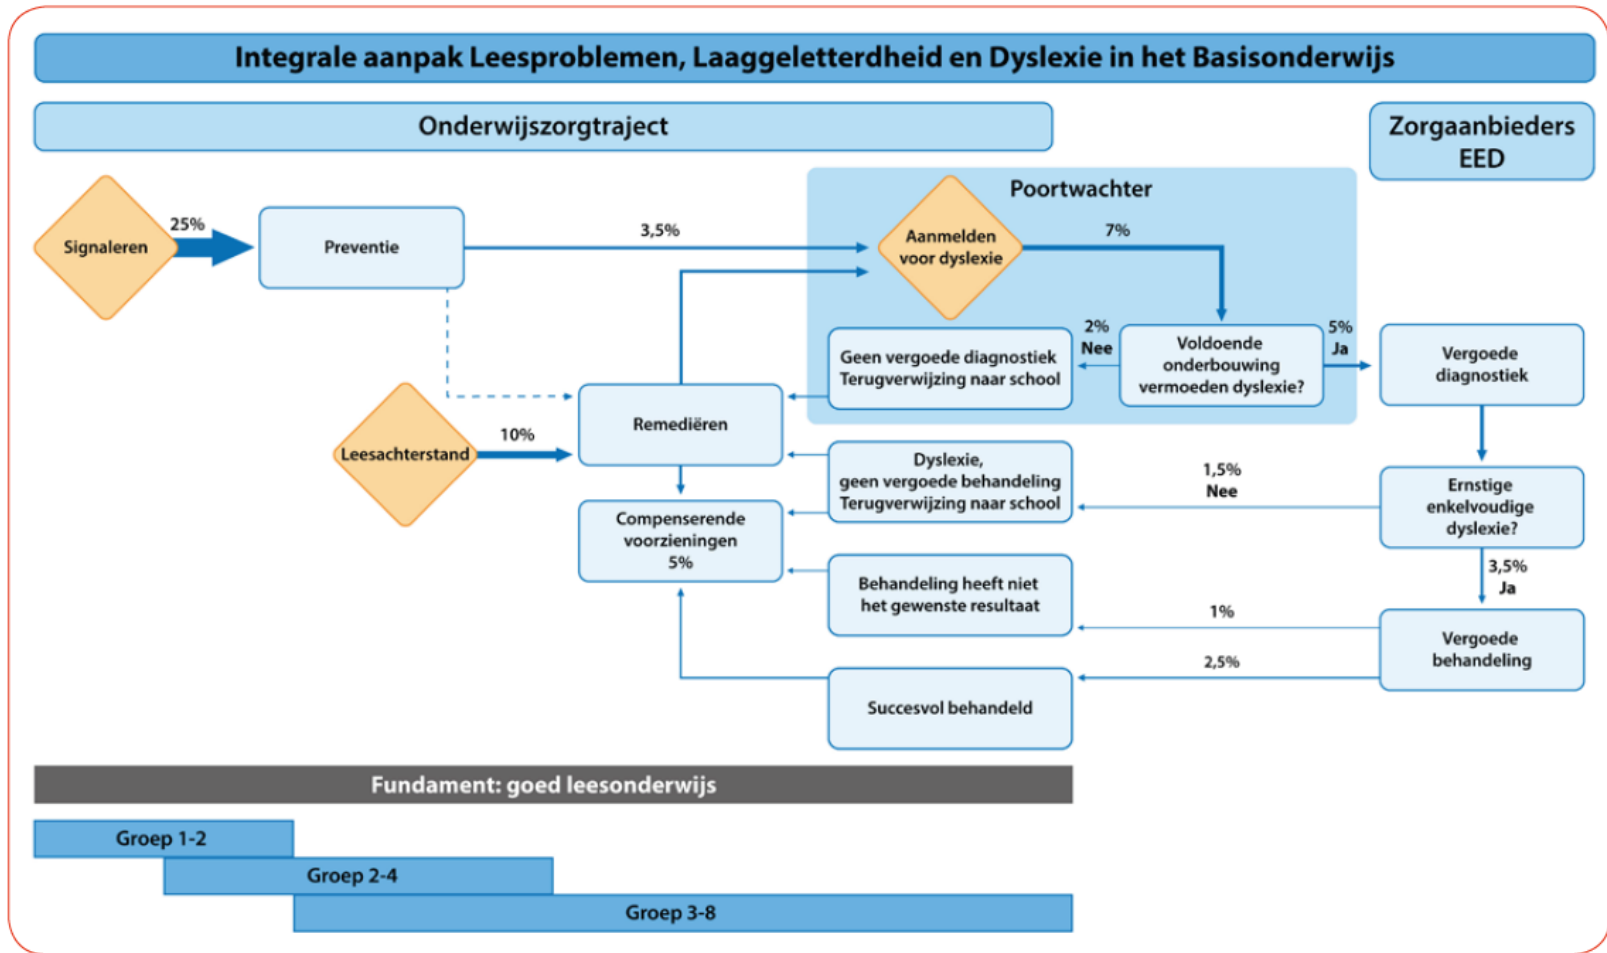 Integrale aanpak Leesproblemen, Laaggeletterdheid en Dyslexie in het Basisonderwijs
Onderwijszorgtraject
Zorgaanbieders
EED
Poortwachter
Signaleren
25%
Preventie
3,5%
Aanmelden
voor dyslexie
7%
Geen vergoede diagnostiek
Terugverwijzing naar school
2%
Nee
Voldoende
onderbouwing
vermoeden dyslexie?
5%
Ja
Vergoede
diagnostiek
Leesachterstand
10%
Remediëren
Dyslexie,
geen vergoede behandeling
Terugverwijzing naar school
1,5%
Nee
Ernstige
enkelvoudige
dyslexie?
Compenserende
voorzieningen
5%
3,5%
Ja
Behandeling heeft niet
het gewenste resultaat
1%
Vergoede
behandeling
2,5%
Succesvol behandeld
Fundament: goed leesonderwijs
Groep 1-2
Groep 2-4
Groep 3-8